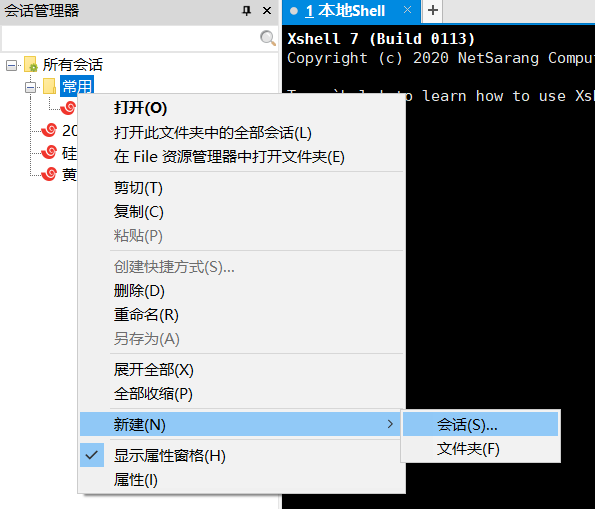 会话管理器
1 本地Shell
Xshell 7 (Build 0113)
Copyright (c) 2020 NetSarang Compu
learn how to use Xsh
所有会话
常用
20
硅
黄
打开(O)
打开此文件夹中的全部会话(L)
在 File 资源管理器中打开文件夹(E)
剪切(T)
复制(C)
粘贴(P)
创建快捷方式(S)...
删除(D)
重命名(R)
另存为(A)
展开全部(X)
全部收缩(P)
新建(N)
会话(S)...
文件夹(F)
显示属性窗格(H)
属性(I)